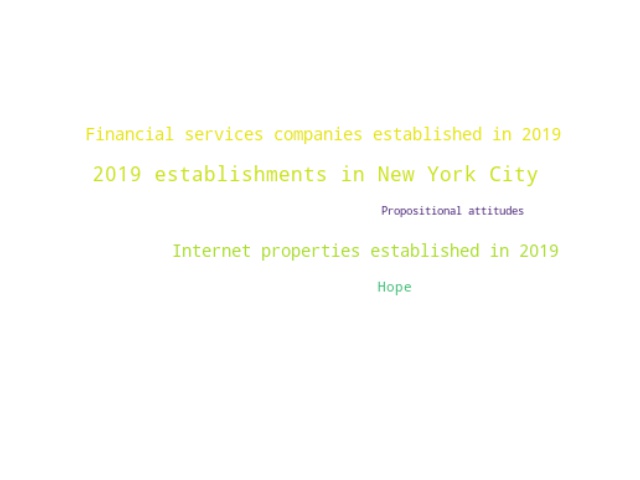 Financial services companies established in 2019
2019 establishments in New York City
Propositional attitudes
Internet properties established in 2019
Hope